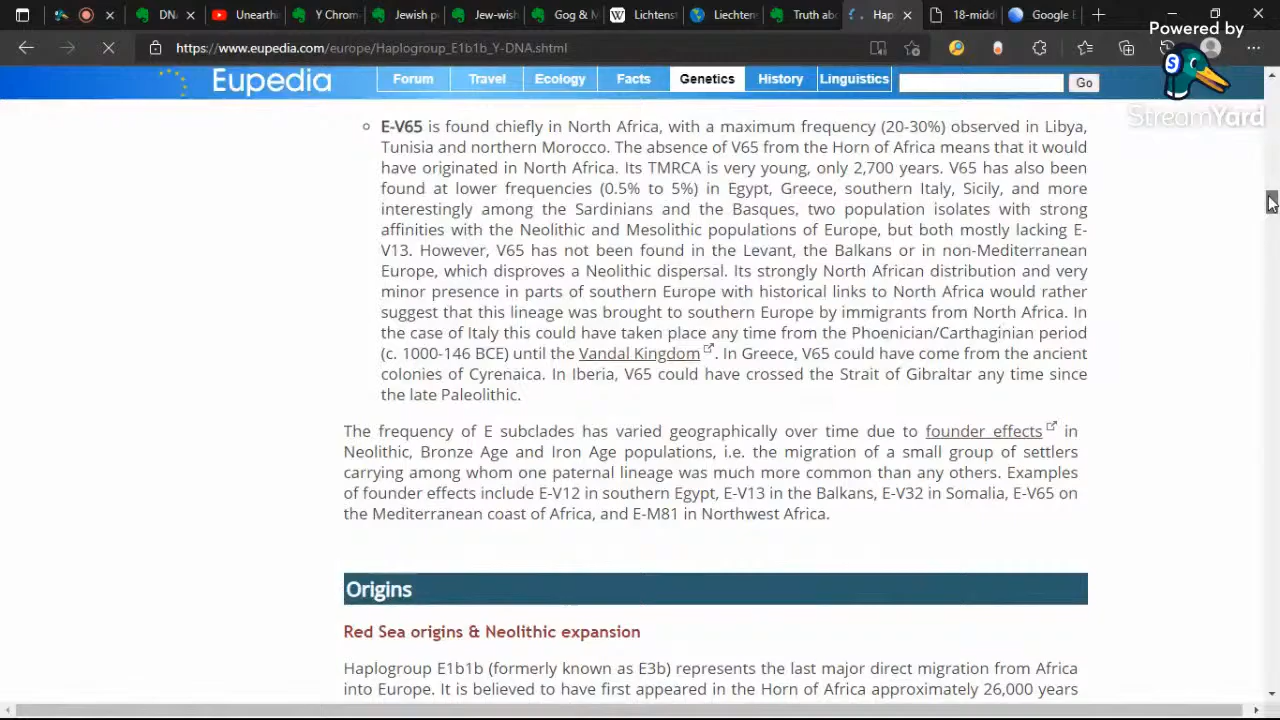 DNA
Unearthi
Y Chrom
Jewish p
Jew-wish
Gog & M
Lichtenst
Liechtene
Truth abo
Hap
18-middl
Google E
Powered by
https://www.eupedia.com/europe/Haplogroup_E1b1b_Y-DNA.shtml
StreamYard
Eupedia
Forum
Travel
Ecology
Facts
Genetics
History
Linguistics
Go
E-V65 is found chiefly in North Africa, with a maximum frequency (20-30%) observed in Libya,
Tunisia and northern Morocco. The absence of V65 from the Horn of Africa means that it would
have originated in North Africa. Its TMRCA is very young, only 2,700 years. V65 has also been
found at lower frequencies (0.5% to 5%) in Egypt, Greece, southern Italy, Sicily, and more
interestingly among the Sardinians and the Basques, two population isolates with strong
affinities with the Neolithic and Mesolithic populations of Europe, but both mostly lacking E-
V13. However, V65 has not been found in the Levant, the Balkans or in non-Mediterranean
Europe, which disproves a Neolithic dispersal. Its strongly North African distribution and very
minor presence in parts of southern Europe with historical links to North Africa would rather
suggest that this lineage was brought to southern Europe by immigrants from North Africa. In
the case of Italy this could have taken place any time from the Phoenician/Carthaginian period
(c. 1000-146 BCE) until the Vandal Kingdom. In Greece, V65 could have come from the ancient
colonies of Cyrenaica. In Iberia, V65 could have crossed the Strait of Gibraltar any time since
the late Paleolithic.
The frequency of E subclades has varied geographically over time due to founder effects in
Neolithic, Bronze Age and Iron Age populations, i.e. the migration of a small group of settlers
carrying among whom one paternal lineage was much more common than any others. Examples
of founder effects include E-V12 in southern Egypt, E-V13 in the Balkans, E-V32 in Somalia, E-V65 on
the Mediterranean coast of Africa, and E-M81 in Northwest Africa.
Origins
Red Sea origins & Neolithic expansion
Haplogroup E1b1b (formerly known as E3b) represents the last major direct migration from Africa
into Europe. It is believed to have first appeared in the Horn of Africa approximately 26,000 years